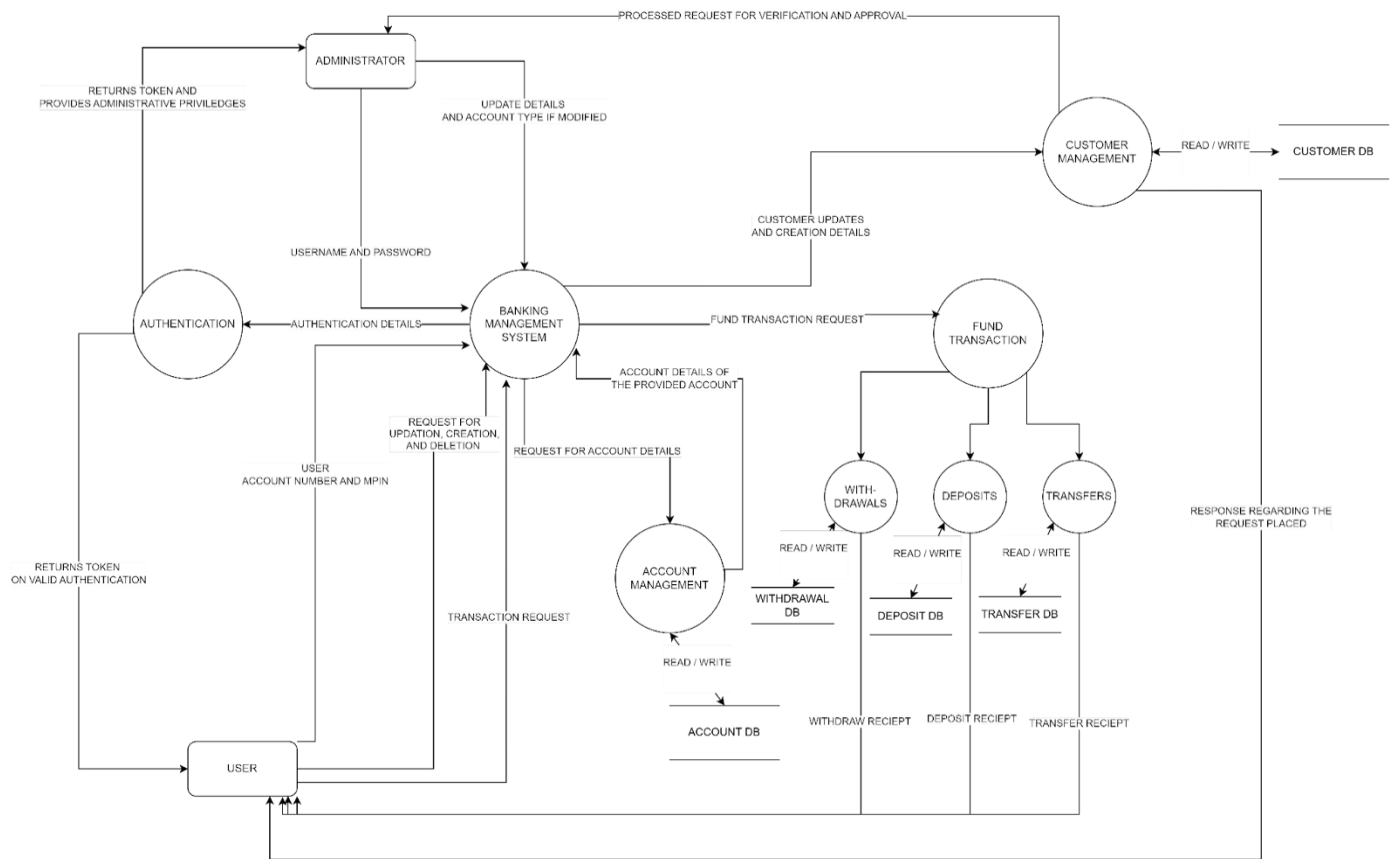 PROCESSED REQUEST FOR VERIFICATION AND APPROVAL
ADMINISTRATOR
RETURNS TOKEN AND
PROVIDES ADMINISTRATIVE PRIVILEDGES
UPDATE DETAILS
AND ACCOUNT TYPE IF MODIFIED
CUSTOMER
MANAGEMENT
READ / WRITE
CUSTOMER DB
CUSTOMER UPDATES
AND CREATION DETAILS
USERNAME AND PASSWORD
AUTHENTICATION
AUTHENTICATION DETAILS
BANKING
MANAGEMENT
SYSTEM
FUND TRANSACTION REQUEST
FUND
TRANSACTION
ACCOUNT DETAILS OF
THE PROVIDED ACCOUNT
REQUEST FOR
UPDATION, CREATION,
AND DELETION
REQUEST FOR ACCOUNT DETAILS
USER
ACCOUNT NUMBER AND MPIN
WITH-
DRAWALS
DEPOSITS
TRANSFERS
RESPONSE REGARDING THE
REQUEST PLACED
READ / WRITE
READ / WRITE
READ / WRITE
RETURNS TOKEN
ON VALID AUTHENTICATION
ACCOUNT
MANAGEMENT
WITHDRAWAL
DB
DEPOSIT DB
TRANSFER DB
TRANSACTION REQUEST
READ / WRITE
ACCOUNT DB
WITHDRAW RECIEPT
DEPOSIT RECIEPT
TRANSFER RECIEPT
USER